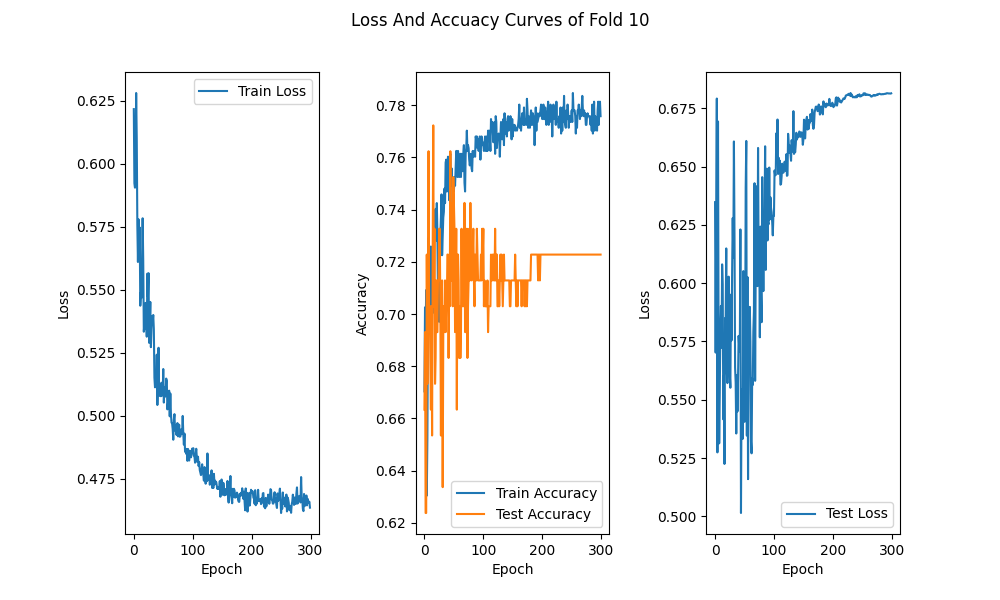 Loss And Accuacy Curves of Fold 10
Train Loss
0.625
0.600
0.575
0.550
0.525
0.500
0.475
Loss
0 100 200 300
Epoch
0.78
0.76
0.74
0.72
0.70
0.68
0.66
0.64
0.62
Accuracy
Train Accuracy
Test Accuracy
0 100 200 300
Epoch
0.675
0.650
0.625
0.600
0.575
0.550
0.525
0.500
Loss
Test Loss
0 100 200 300
Epoch